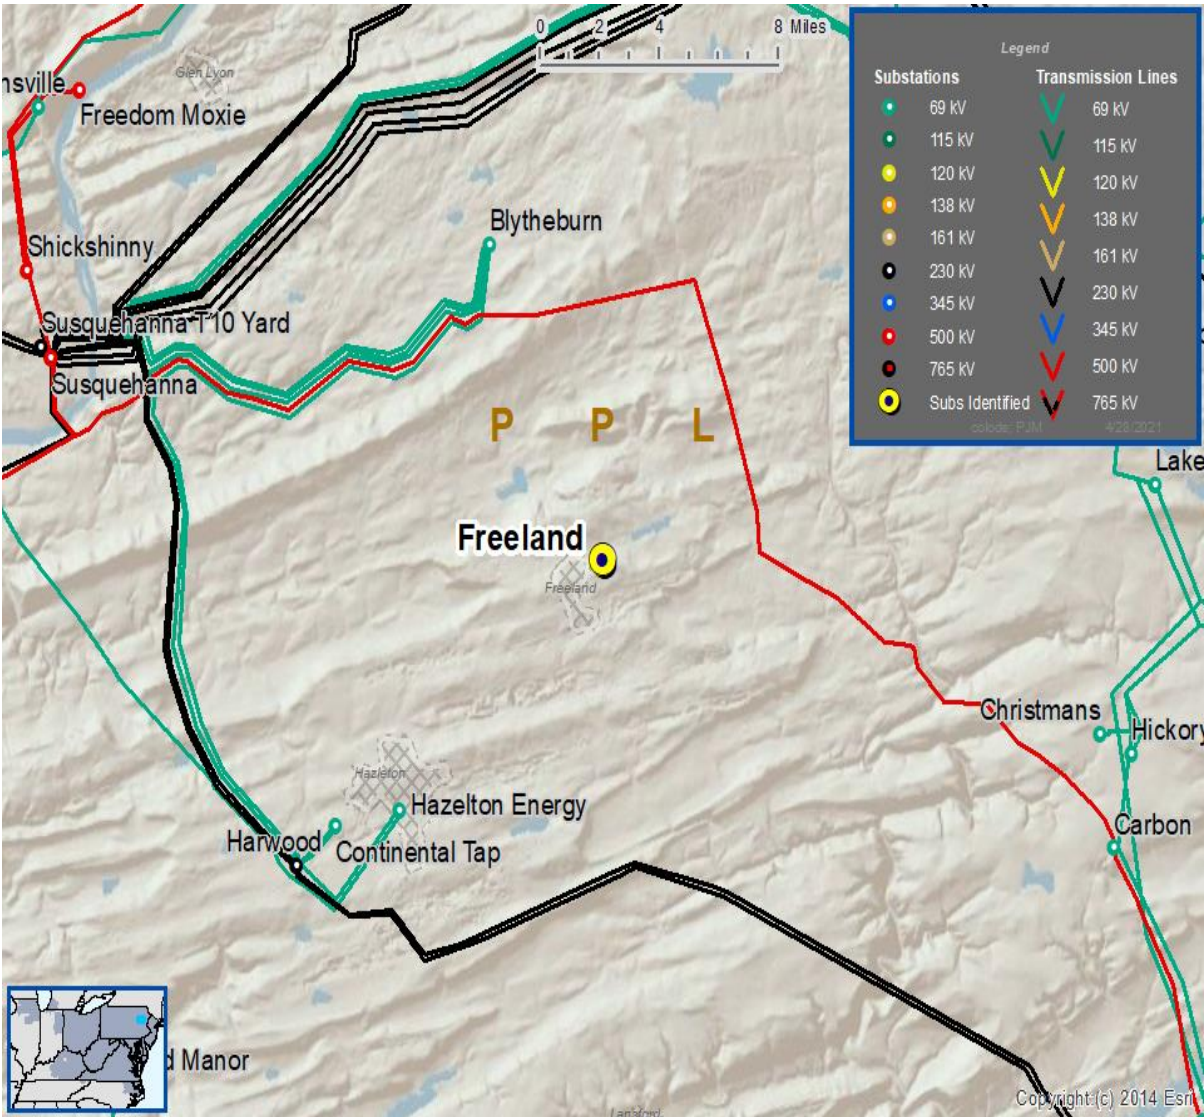 0 2 4 8 Miles
Legend
Substations Transmission Lines
69 kV 69 kV
115 kV 115 kV
120 kV 120 kV
138 kV 138 kV
161 kV 161 kV
230 kV 230 kV
345 kV 345 kV
500 kV 500 kV
765 kV 765 kV
Subs Identified
PJM 4/28/2021
Glen Lyon
nsville
Freedom Moxie
Shickshinny
Blytheburn
Susquehanna T10 Yard
Susquehanna
P P L
Lake
Freeland
Freeland
Christmans
Hickory
Hazleton
Hazelton Energy
Harwood
Continental Tap
Carbon
d Manor
Lansford
Copyright:(c) 2014 Esri